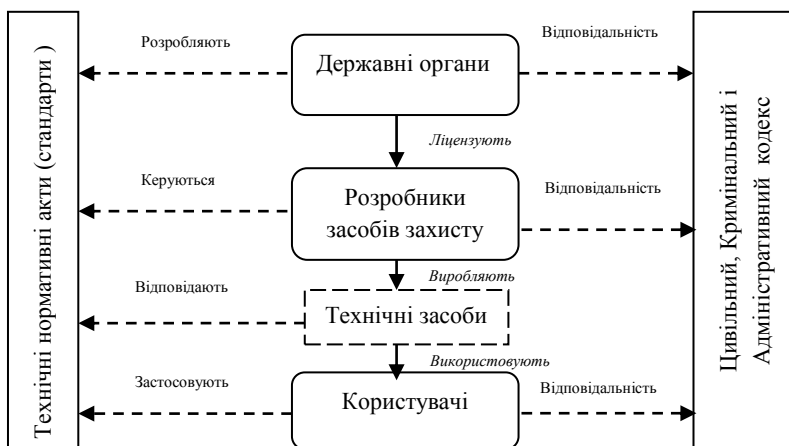 Технічні нормативні акти (стандарти )
Розробляють
Державні органи
Відповідальність
Ліцензують
Керуються
Розробники
засобів захисту
Відповідальність
Виробляють
Відповідають
Технічні засоби
Використовують
Застосовують
Користувачі
Відповідальність
Цивільний, Кримінальний і
Адміністративний кодекс